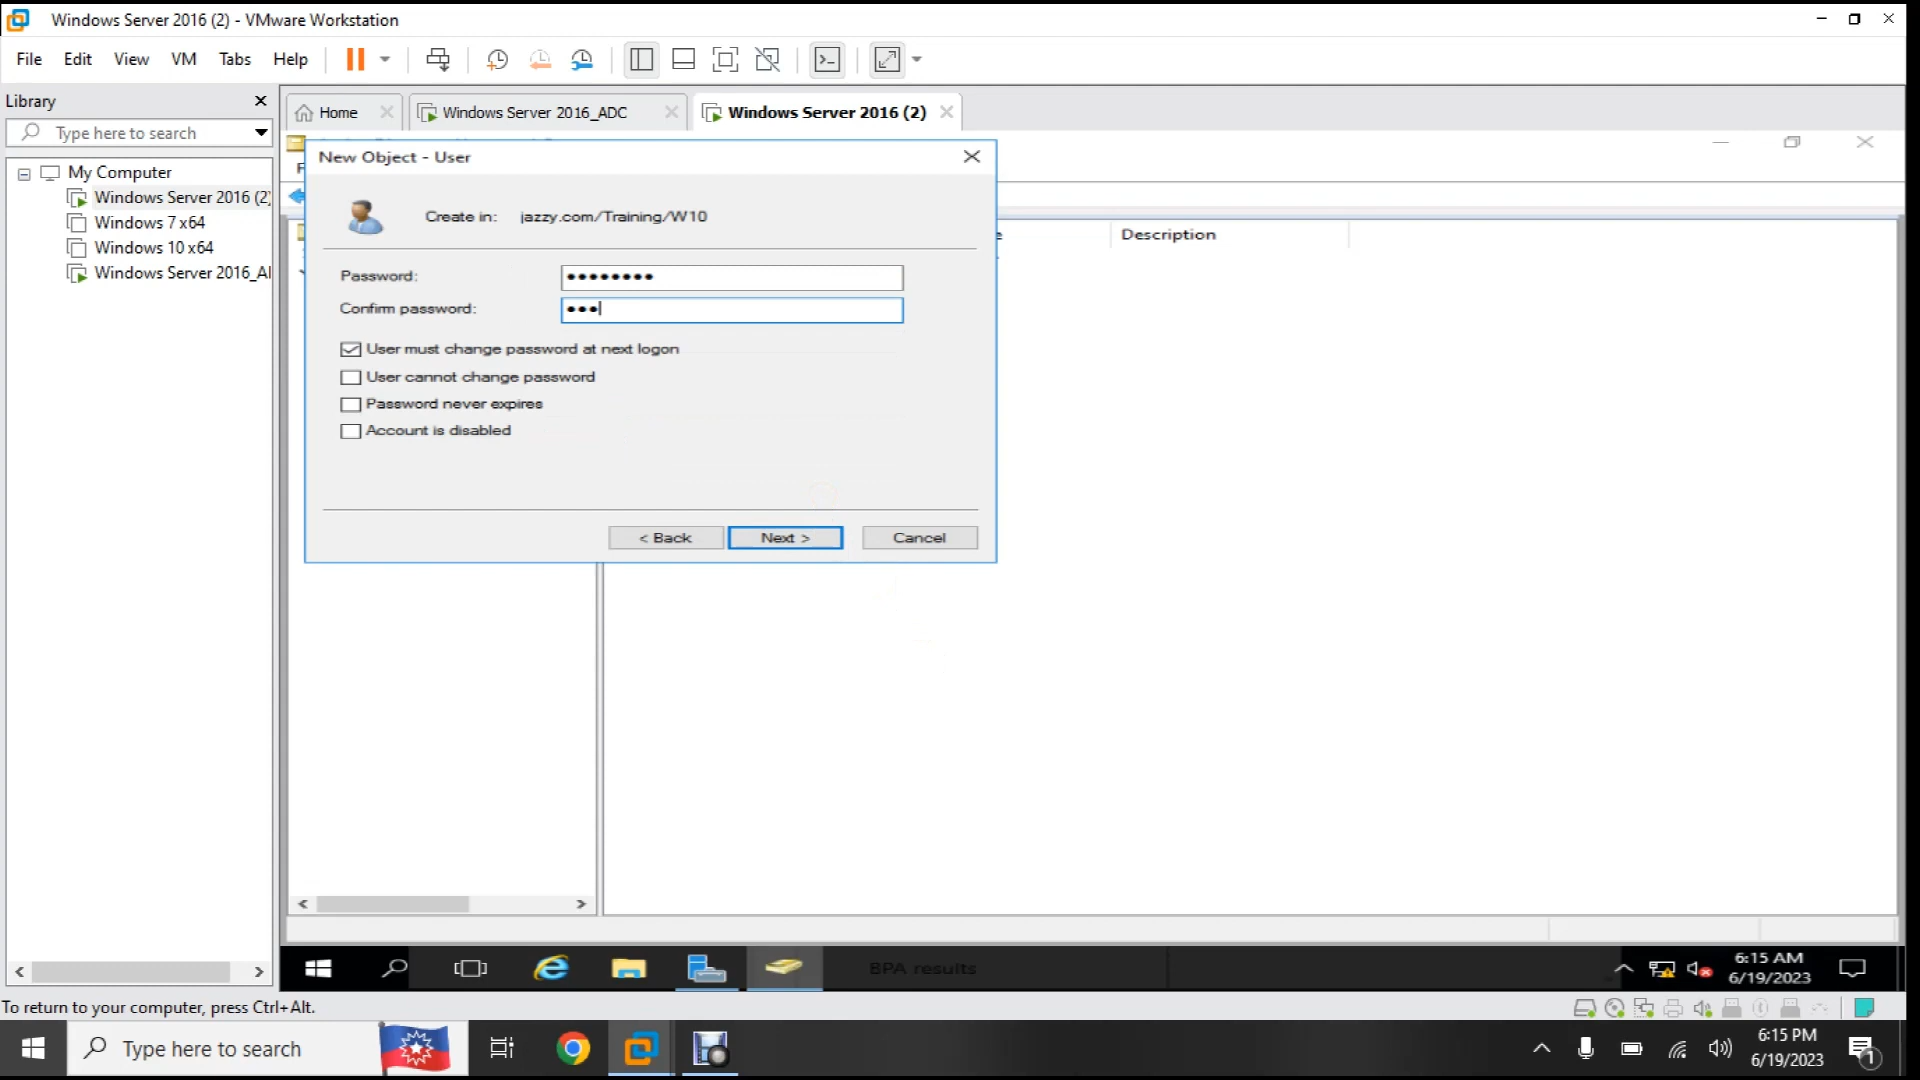 Windows Server 2016 (2) - VMware Workstation
File Edit View VM Tabs Help
Library
Home
Windows Server 2016_ADC
Windows Server 2016 (2)
Type here to search
My Computer
Windows Server 2016 (2)
Windows 7 x64
Windows 10 x64
Windows Server 2016_A
New Object - User
Create in: jazzy.com/Training/W10
Password:
Confirm password:
User must change password at next logon
User cannot change password
Password never expires
Account is disabled
< Back
Next >
Cancel
Description
BPA results
6:15 AM
6/19/2023
To return to your computer, press Ctrl+Alt.
Type here to search
6:15 PM
6/19/2023
1